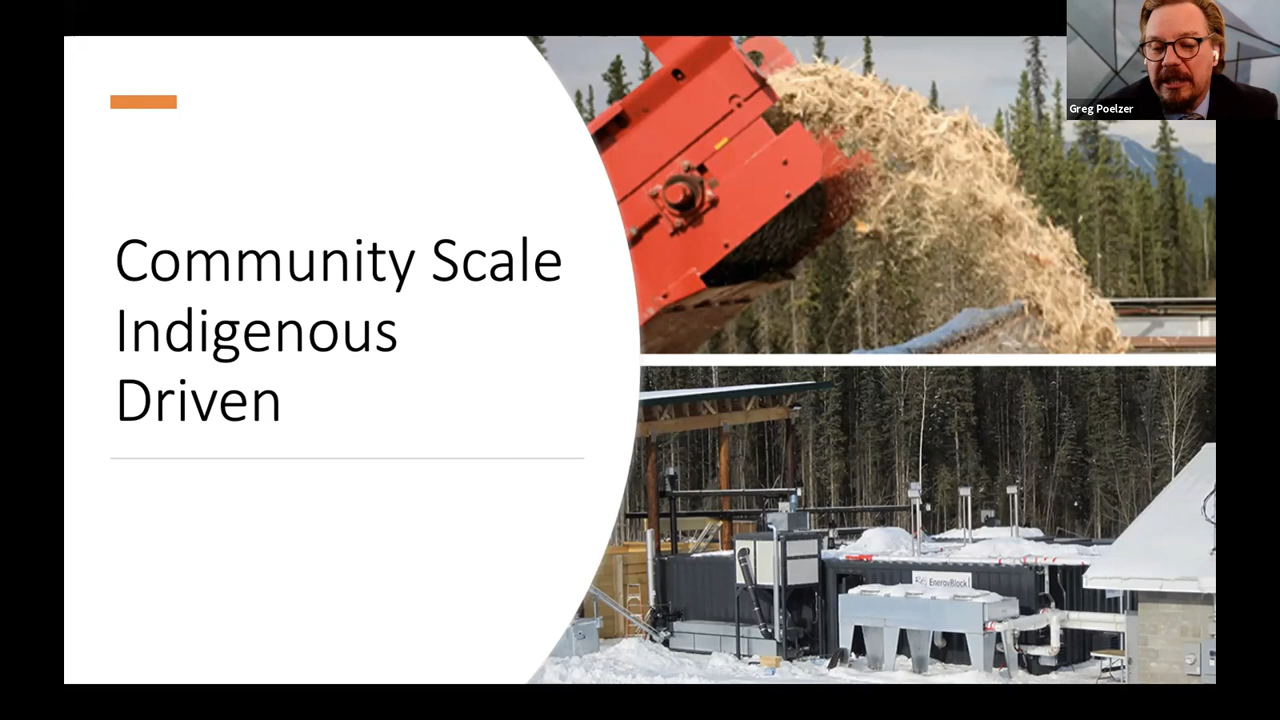 Greg Poelzer
Community Scale
Indigenous
Driven
EnergyBlock